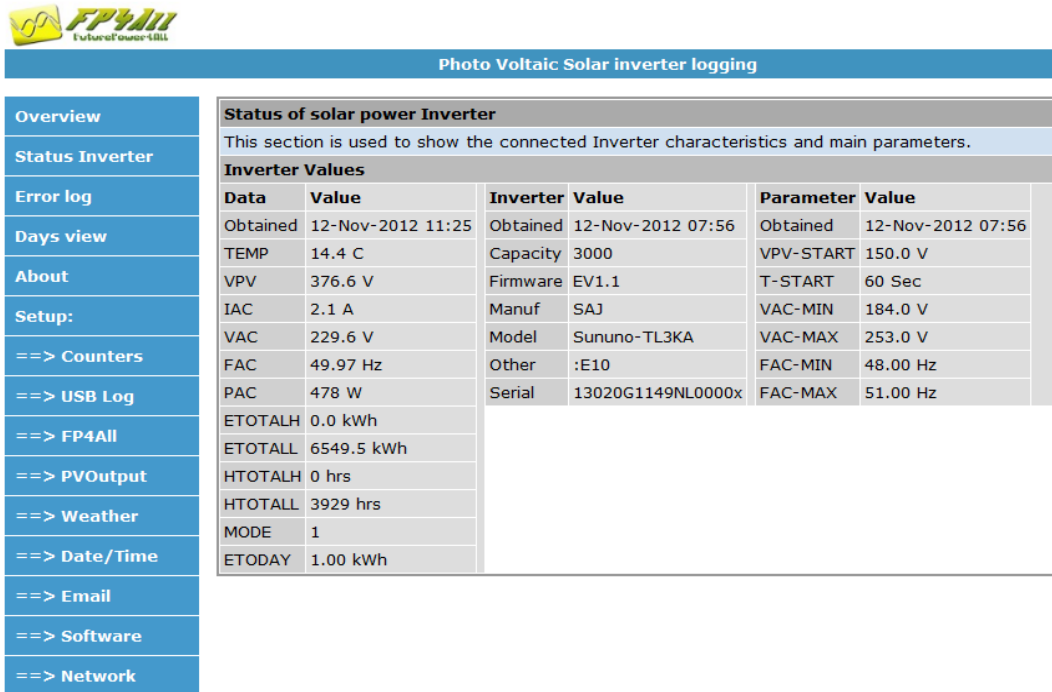 FP4All
FuturePower4All
Photo Voltaic Solar inverter logging
Overview
Status Inverter
Error log
Days view
About
Setup:
==> Counters
==> USB Log
==> FP4All
==> PVOutput
==> Weather
==> Date/Time
==> Email
==> Software
==> Network
Status of solar power Inverter
This section is used to show the connected Inverter characteristics and main parameters.
Inverter Values
Data Value Inverter Value Parameter Value
Obtained 12-Nov-2012 11:25 Obtained 12-Nov-2012 07:56 Obtained 12-Nov-2012 07:56
TEMP 14.4 C Capacity 3000 VPV-START 150.0 V
VPV 376.6 V Firmware EV1.1 T-START 60 Sec
IAC 2.1 A Manuf SAJ VAC-MIN 184.0 V
VAC 229.6 V Model Sununo-TL3KA VAC-MAX 253.0 V
FAC 49.97 Hz Other :E10 FAC-MIN 48.00 Hz
PAC 478 W Serial 13020G1149NL0000x FAC-MAX 51.00 Hz
ETOTALH 0.0 kWh
ETOTALL 6549.5 kWh
HTOTALH 0 hrs
HTOTALL 3929 hrs
MODE 1
ETODAY 1.00 kWh